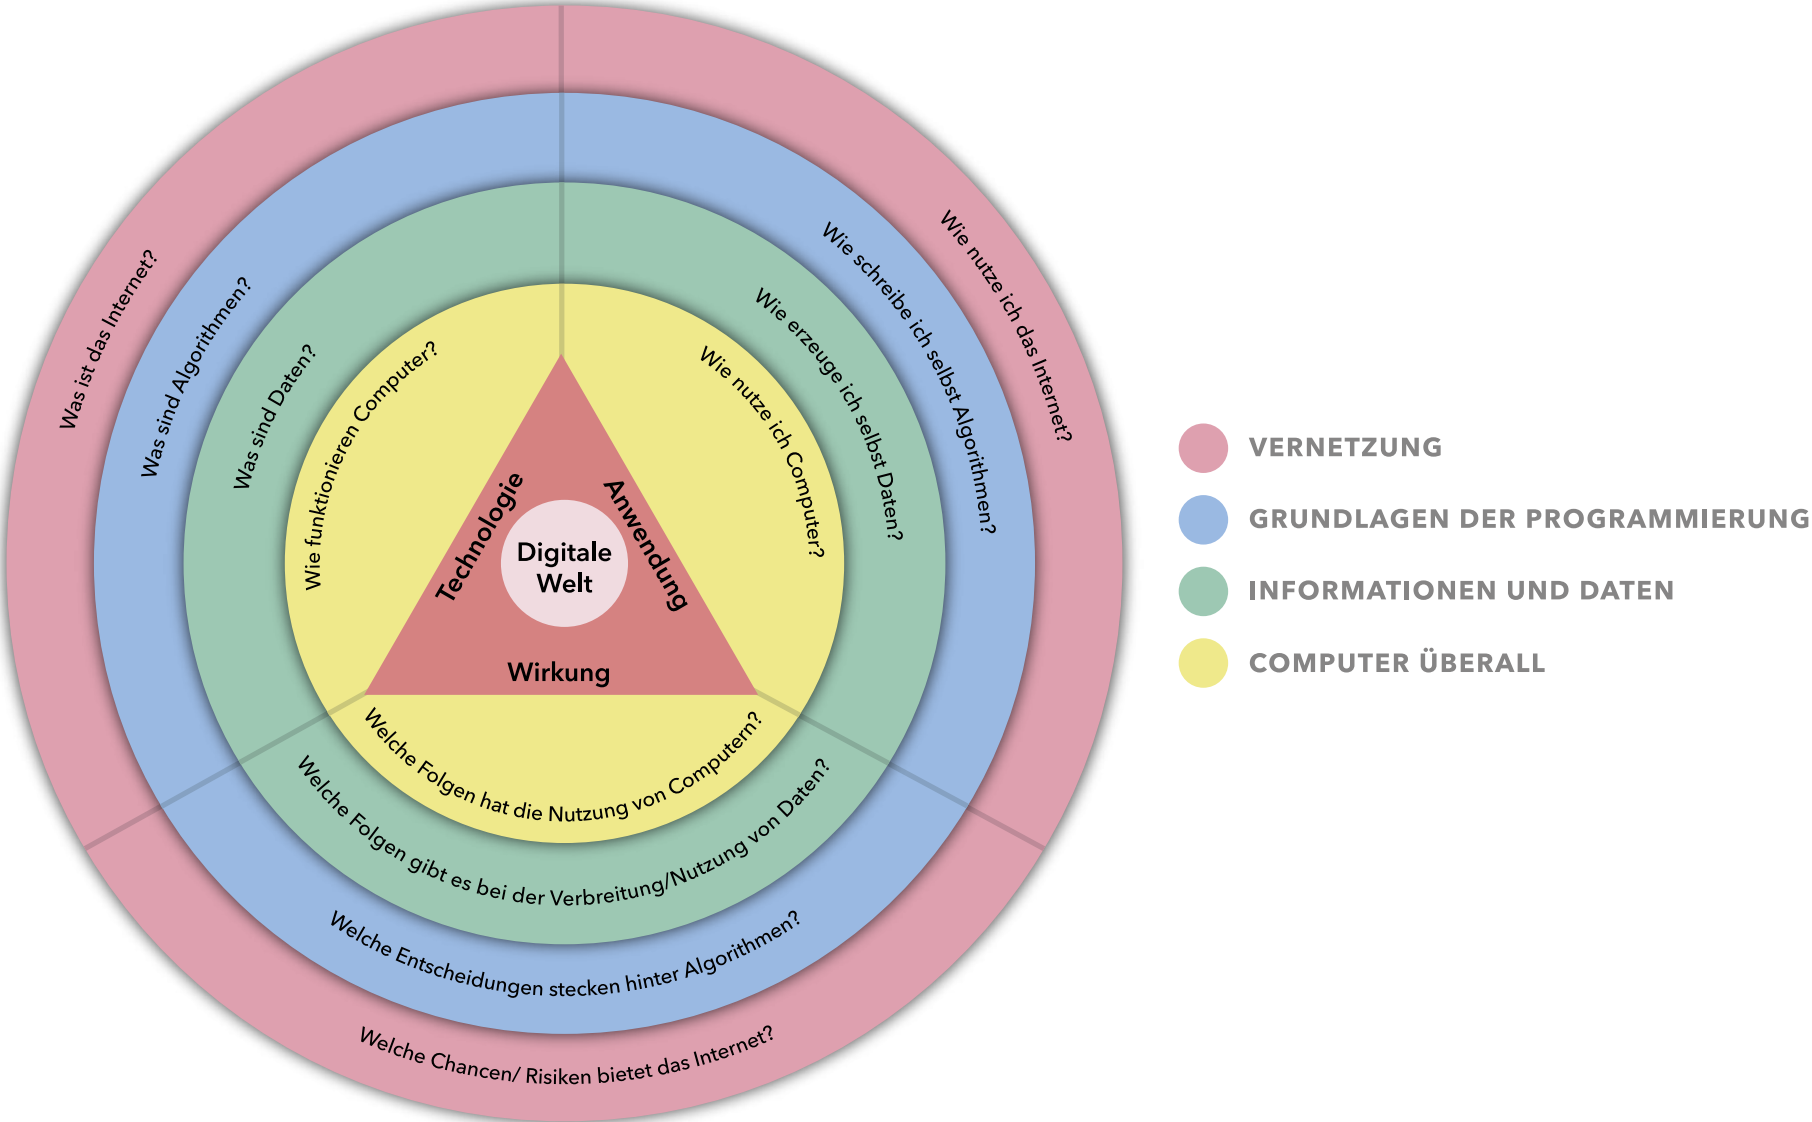 Was ist das Internet?
Wie nutze ich das Internet?
Was sind Algorithmen?
Wie schreibe ich selbst Algorithmen?
Was sind Daten?
Wie erzeuge ich selbst Daten?
Wie funktionieren Computer?
Wie nutze ich Computer?
Technologie
Anwendung
Digitale
Welt
Wirkung
Welche Folgen hat die Nutzung von Computern?
Welche Folgen gibt es bei der Verbreitung/Nutzung von Daten?
Welche Entscheidungen stecken hinter Algorithmen?
Welche Chancen/ Risiken bietet das Internet?
VERNETZUNG
GRUNDLAGEN DER PROGRAMMIERUNG
INFORMATIONEN UND DATEN
COMPUTER ÜBERALL